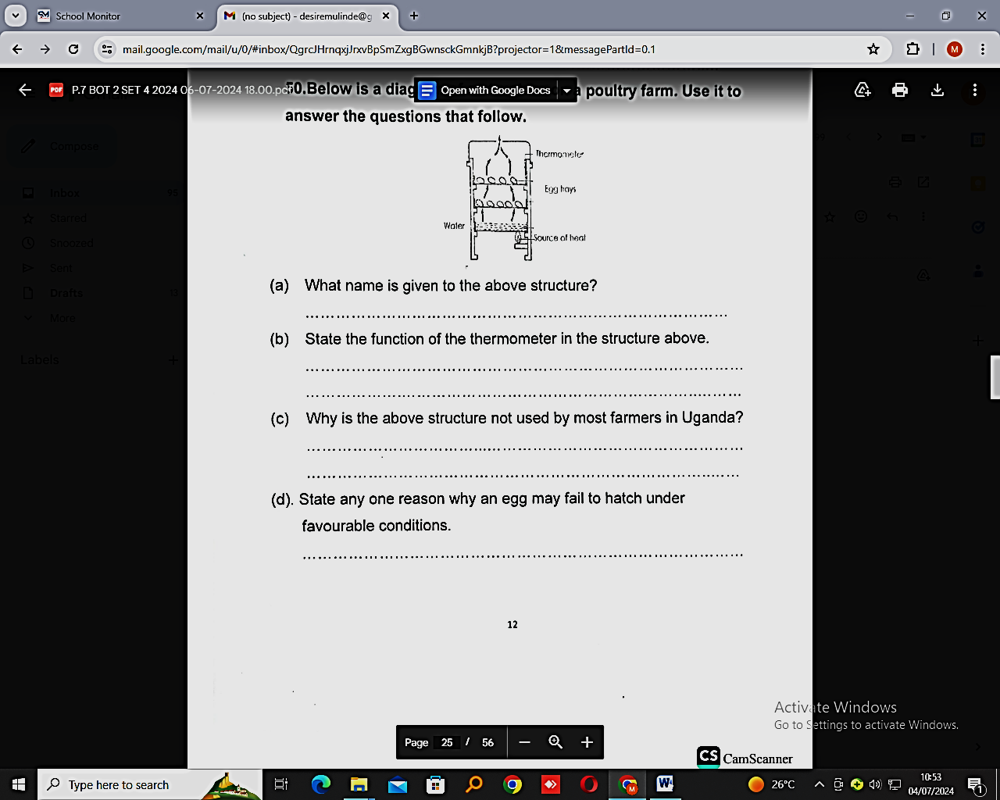 School Monitor
(no subject) - desiremulinde@g
mail.google.com/mail/u/0/#inbox/QgrcJHrnqxjJrxvBpSmZxgBGwnsckGmnkjB?projector=1&messagePartId=0.1
M
PDF
P.7 BOT 2 SET 4 2024 06-07-2024 18.00.pdf
Open with Google Docs
50.Below is a diag a poultry farm. Use it to
answer the questions that follow.
Compose
Inbox 95
Starred
Snoozed
Sent
Drafts 13
More
Labels
Thermometer
Egg trays
Water
Source of heat
(a) What name is given to the above structure?
(b) State the function of the thermometer in the structure above.
(c) Why is the above structure not used by most farmers in Uganda?
(d). State any one reason why an egg may fail to hatch under
favourable conditions.
12
Activate Windows
Go to Settings to activate Windows.
Page 25 / 56
CS CamScanner
Type here to search
26°C
10:53
04/07/2024
1